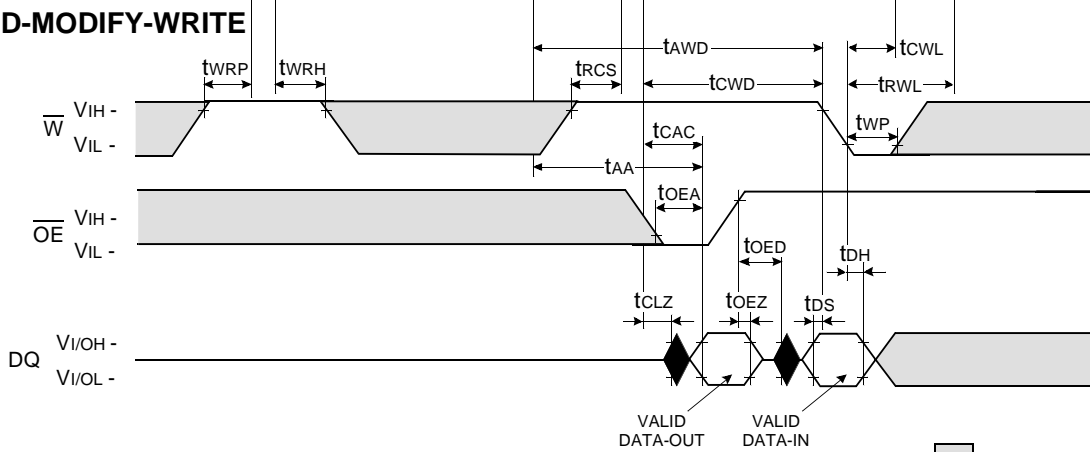 D-MODIFY-WRITE
tAWD
tCWL
tWRP
tWRH
tRCS
tCWD
tRWL
W
VIH -
VIL -
tWP
tCAC
tAA
tOEA
OE
VIH -
VIL -
tOED
tDH
tCLZ
tOEZ
tDS
DQ
VI/OH -
VI/OL -
VALID
DATA-OUT
VALID
DATA-IN